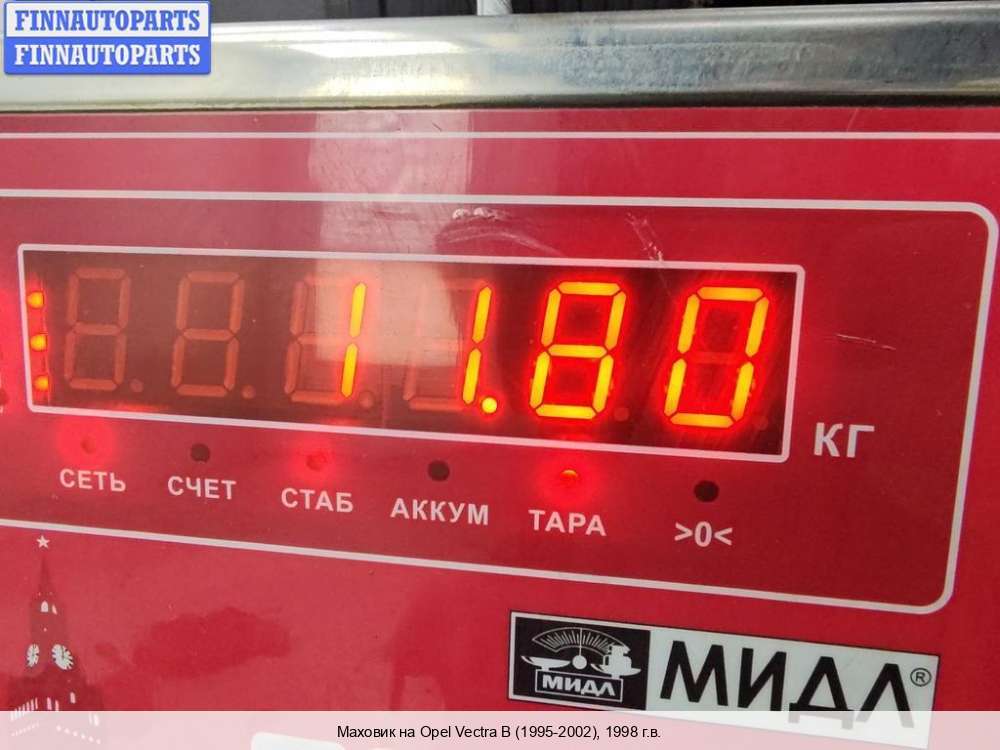 FINNAUTOPARTS
FINNAUTOPARTS
11.80
КГ
СЕТЬ СЧЕТ СТАБ АККУМ ТАРА >0<
МИДЛ МИДЛ®
Маховик на Opel Vectra B (1995-2002), 1998 г.в.